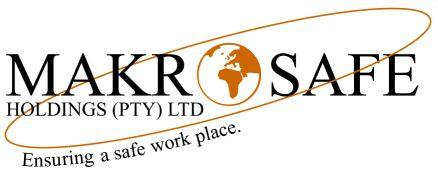 MAKR SAFE
HOLDINGS (PTY) LTD
Ensuring a safe work place.